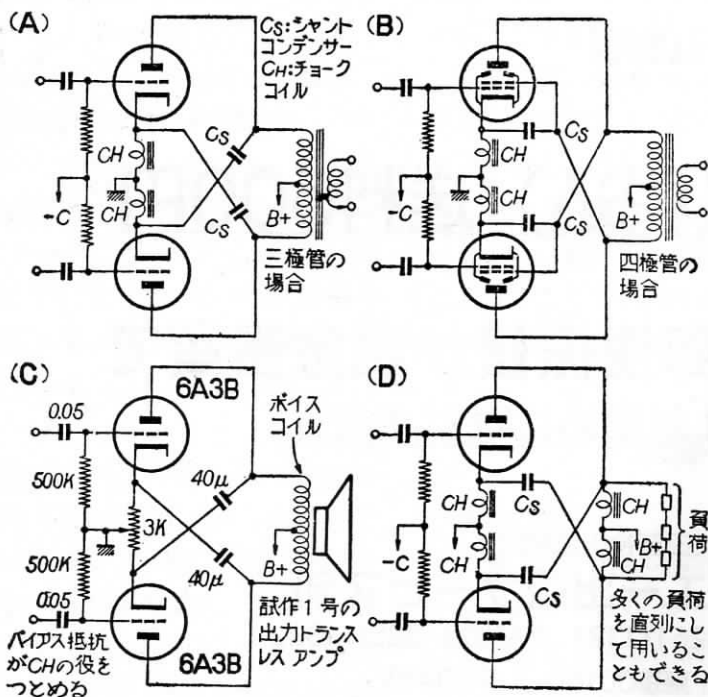 (A)
CS:シャント
コンデンサー
CH:チョーク
コイル
CS
CH
CH
-C
B+
CS
三極管の
場合
(B)
CS
CH
CH
-C
B+
CS
四極管の
場合
(C)
6A3B
ボイス
コイル
0.05
500K
40μ
3K
B+
500K
40μ
0.05
試作1号の
出力トランス
レスアンプ
バイアス抵抗
がCHの役を
つとめる
6A3B
(D)
CH
CS
CH
負荷
-C
B+
CH
CH
CS
多くの負荷
を直列にし
て用いるこ
ともできる